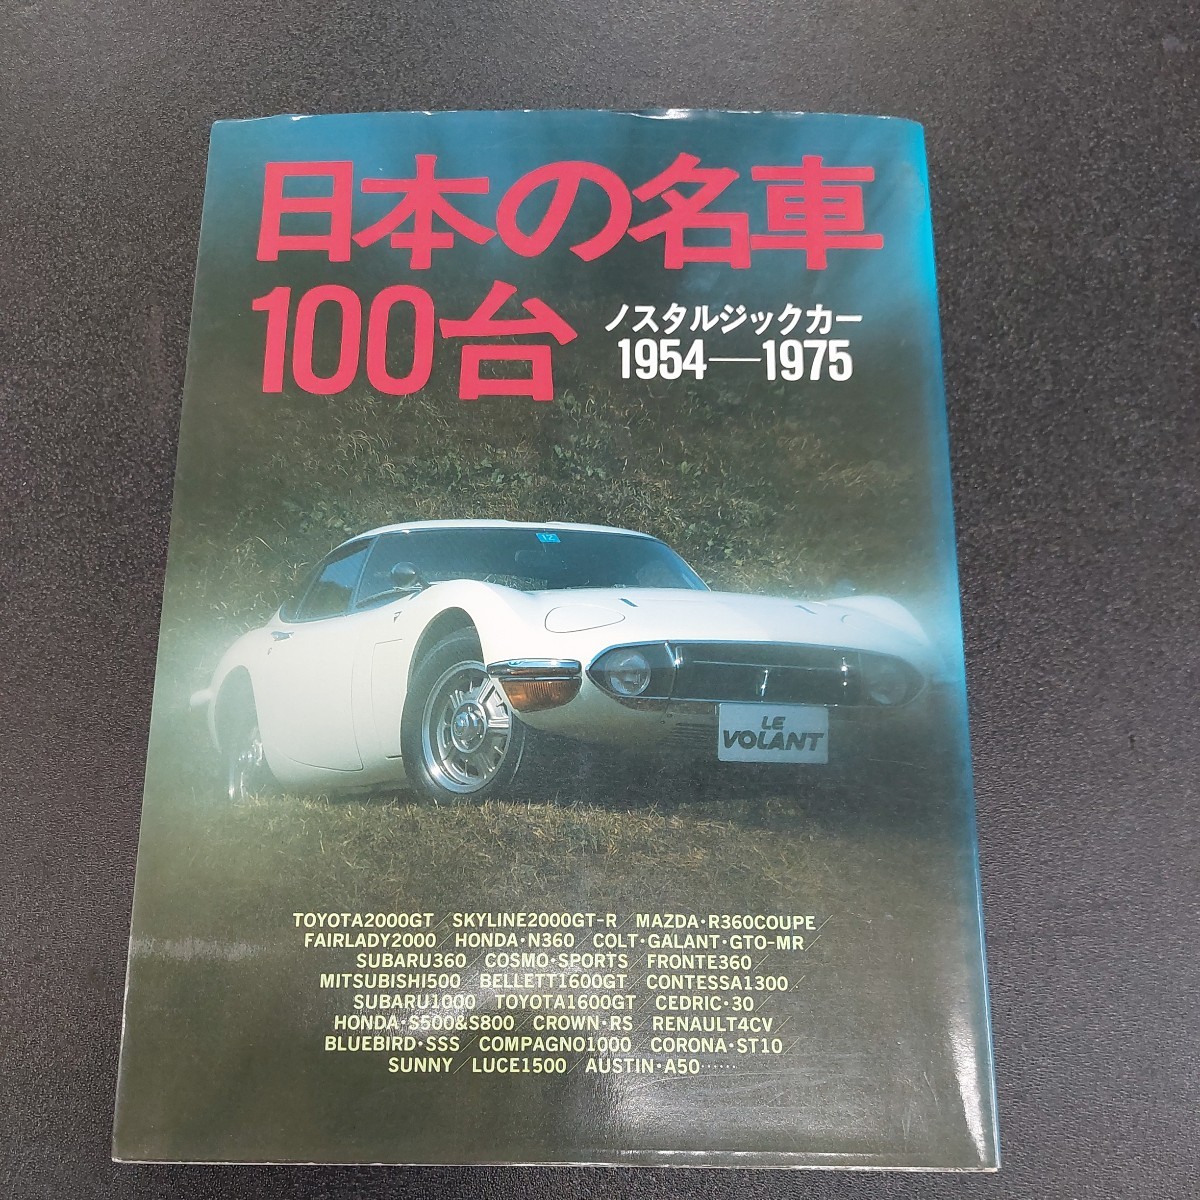 日本の名車
100台
ノスタルジックカー
1954—1975
12
LE
VOLANT
TOYOTA2000GT/SKYLINE2000GT-R/MAZDA・R360COUPE/
FAIRLADY2000/HONDA・N360/COLT・GALANT・GTO-MR/
SUBARU360/COSMO・SPORTS/FRONTE360/
MITSUBISHI500/BELLETT1600GT/CONTESSA1300/
SUBARU1000/TOYOTA1600GT/CEDRIC・30/
HONDA・S500&S800/CROWN・RS/RENAULT4CV/
BLUEBIRD・SSS/COMPAGNO1000/CORONA・ST10/
SUNNY/LUCE1500/AUSTIN・A50……